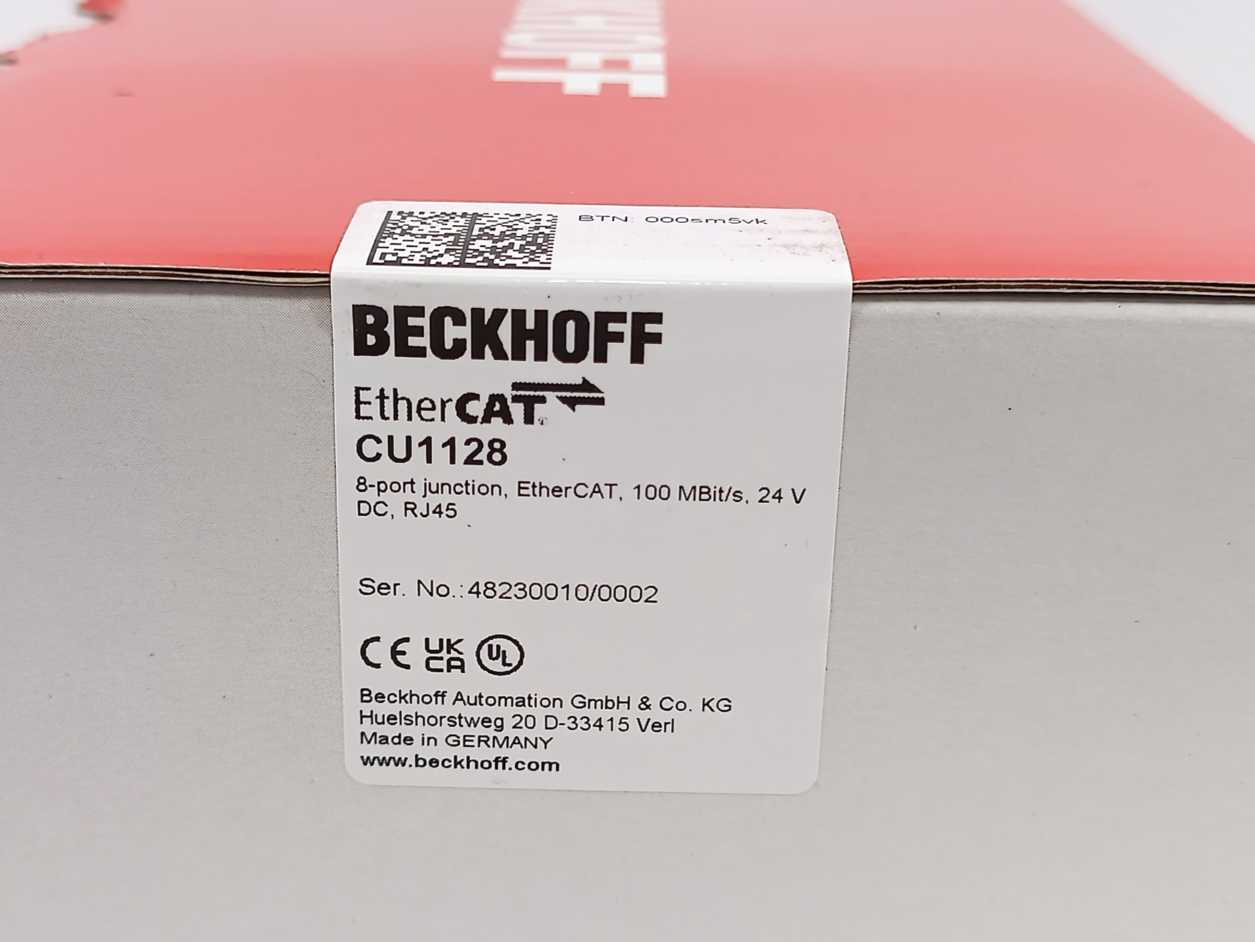 BTN: 000sm5vk
BECKHOFF
EtherCAT®
CU1128
8-port junction, EtherCAT, 100 MBit/s, 24 V
DC, RJ45
Ser. No.:48230010/0002
CE UK CA UL
Beckhoff Automation GmbH & Co. KG
Huelshorstweg 20 D-33415 Verl
Made in GERMANY
www.beckhoff.com